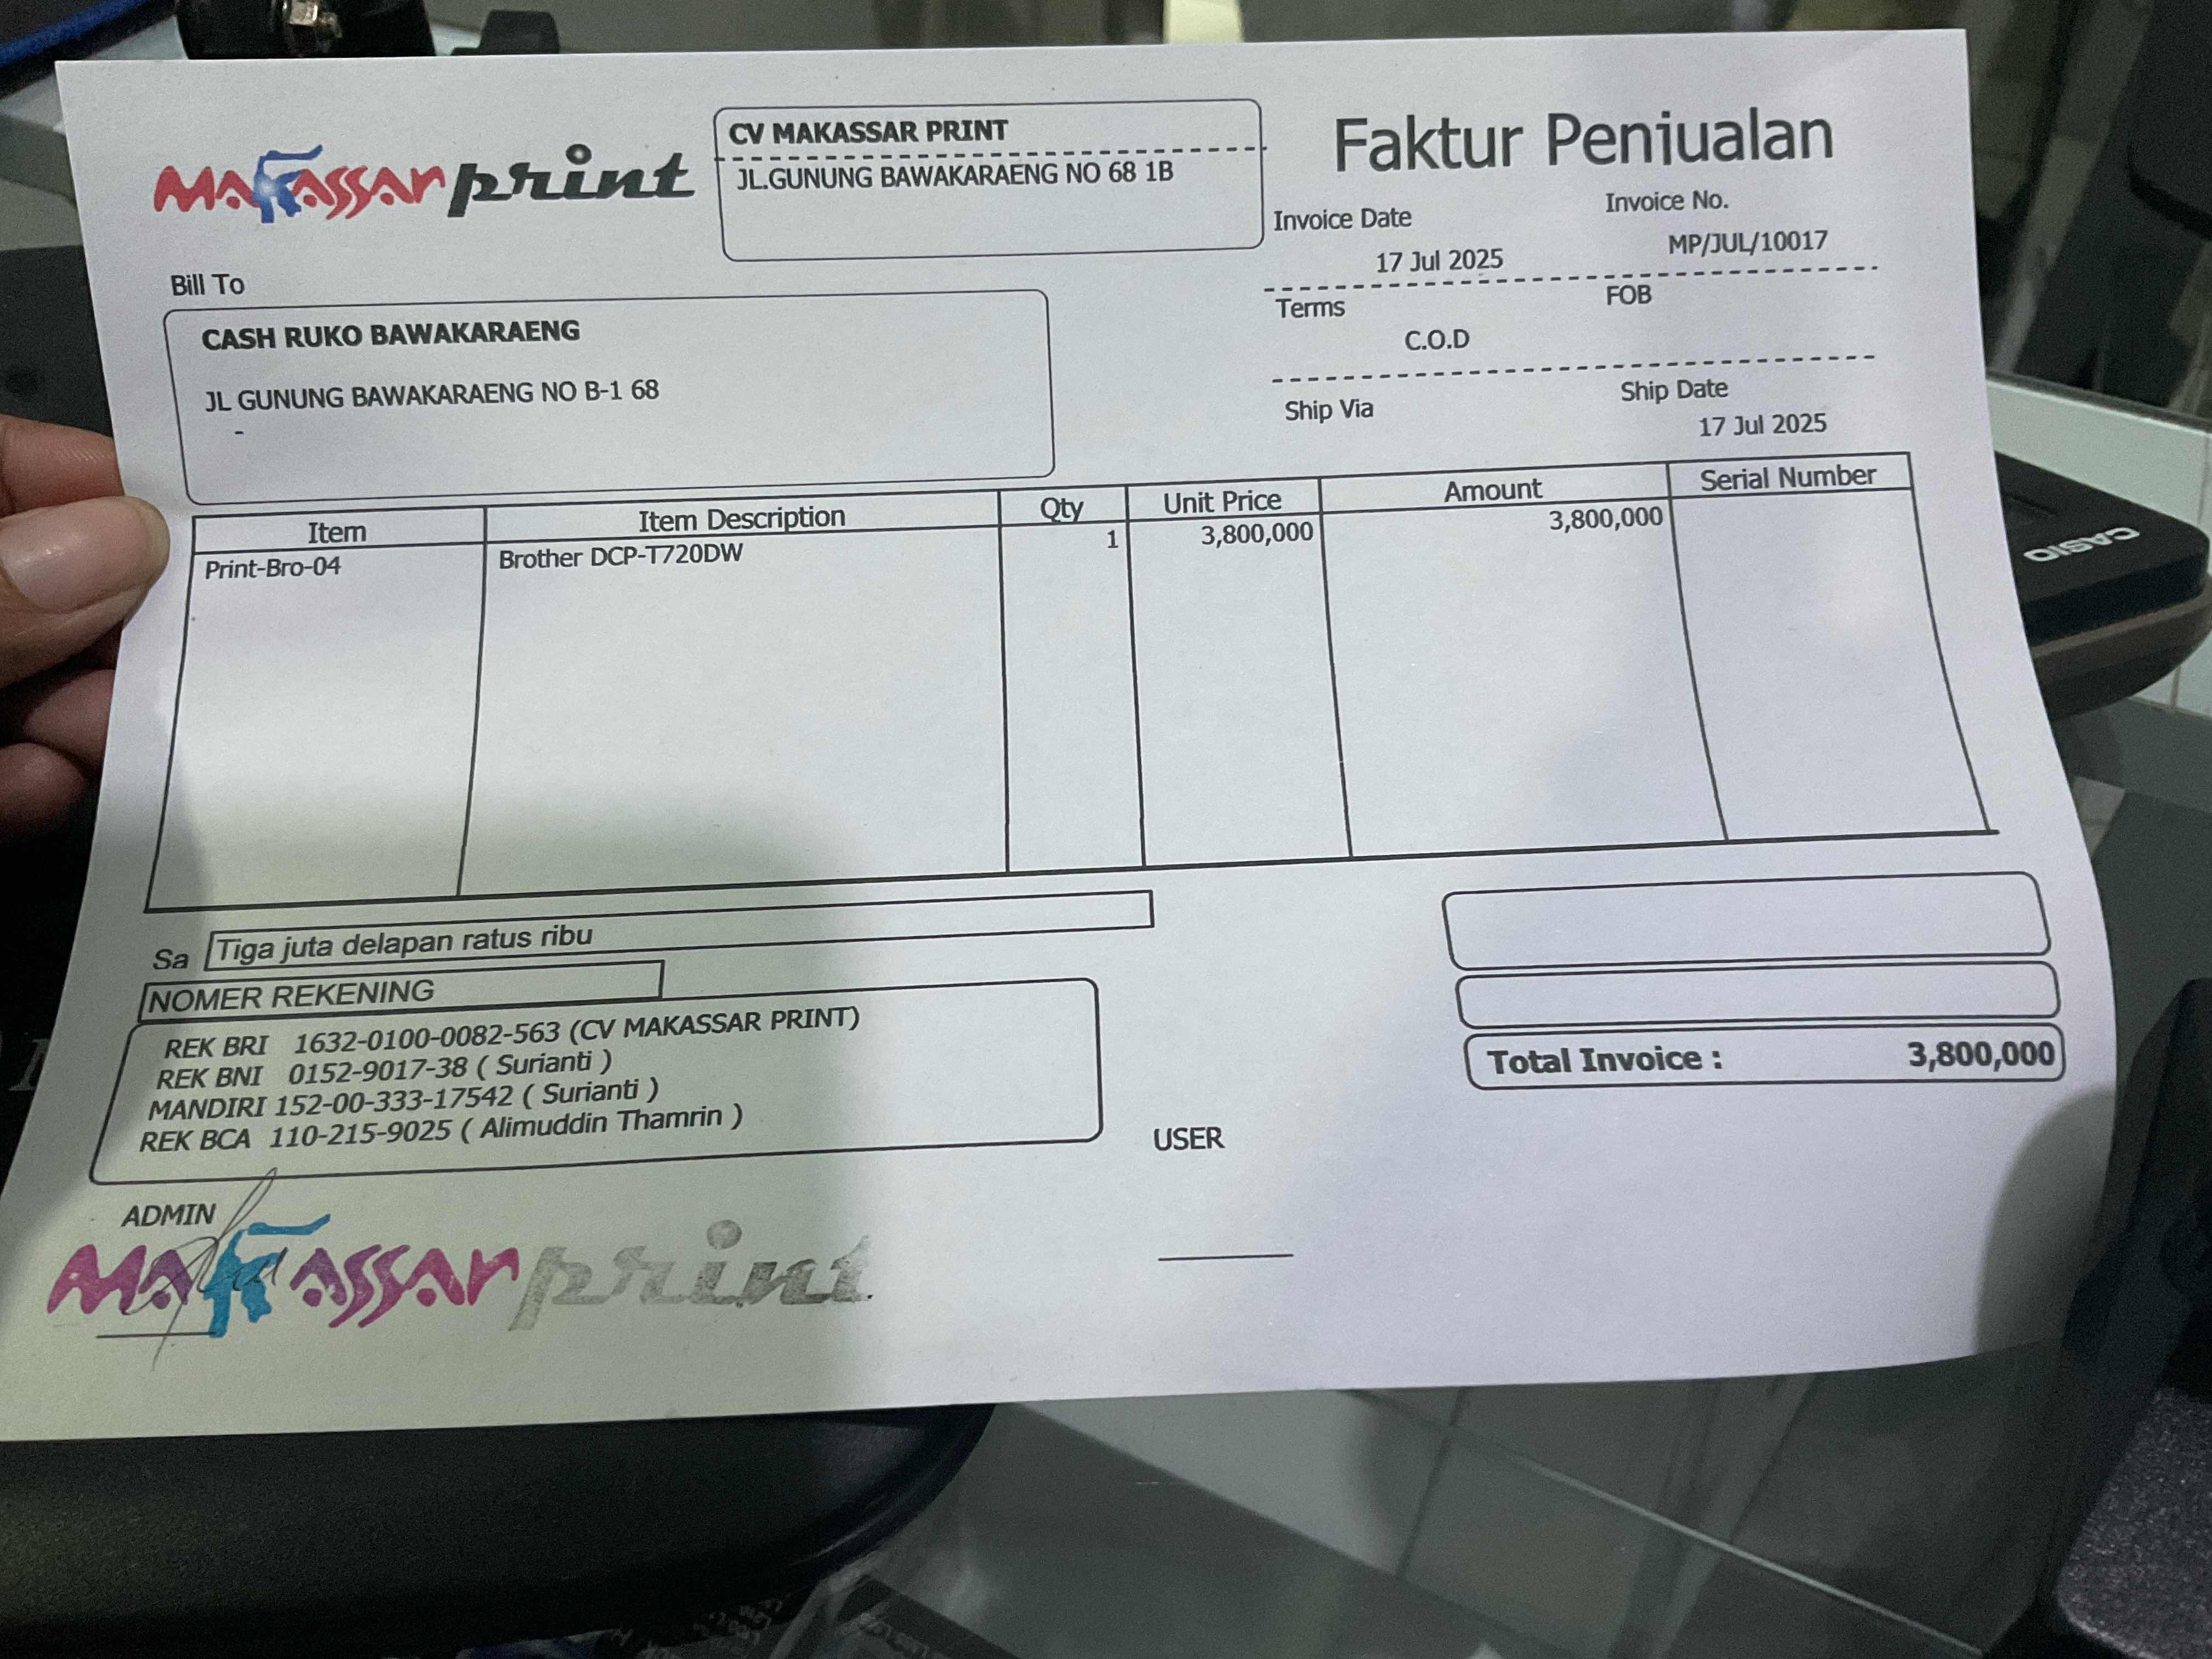 MAKASSAR print
CV MAKASSAR PRINT
JL.GUNUNG BAWAKARAENG NO 68 1B
Faktur Penjualan
Invoice Date
Invoice No.
17 Jul 2025
MP/JUL/10017
Terms
FOB
C.O.D
Ship Via
Ship Date
17 Jul 2025
Bill To
CASH RUKO BAWAKARAENG
JL GUNUNG BAWAKARAENG NO B-1 68
-
Item Item Description Qty Unit Price Amount Serial Number
Print-Bro-04 Brother DCP-T720DW 1 3,800,000 3,800,000
Sa Tiga juta delapan ratus ribu
NOMER REKENING
REK BRI 1632-0100-0082-563 (CV MAKASSAR PRINT)
REK BNI 0152-9017-38 ( Surianti )
MANDIRI 152-00-333-17542 ( Surianti )
REK BCA 110-215-9025 ( Alimuddin Thamrin )
Total Invoice : 3,800,000
USER
ADMIN
MAKASSAR print
CASIO